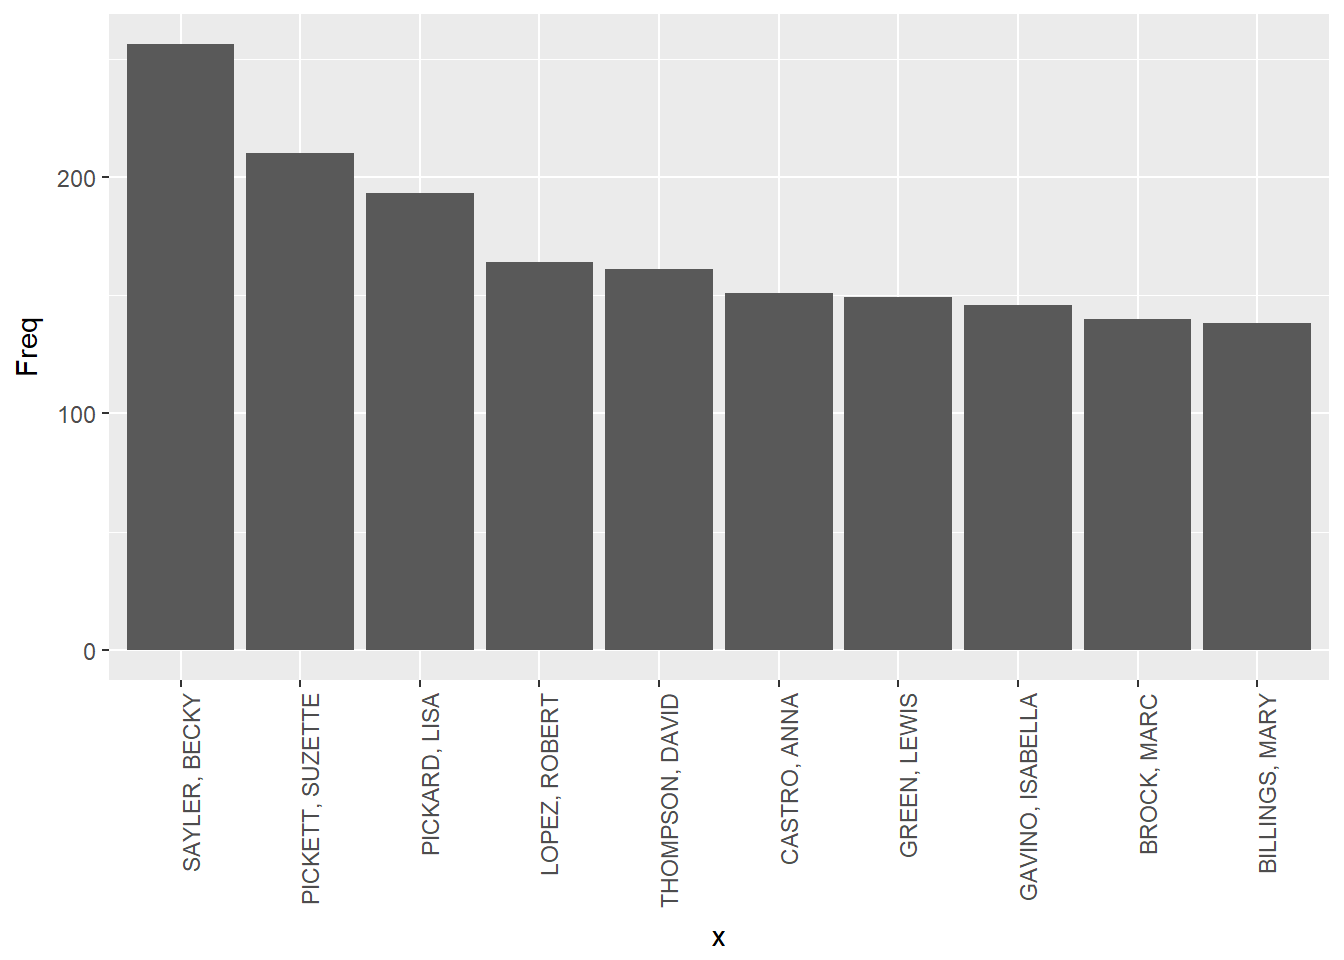 Freq
200
100
0
SAYLER, BECKY
PICKETT, SUZETTE
PICKARD, LISA
LOPEZ, ROBERT
THOMPSON, DAVID
CASTRO, ANNA
GREEN, LEWIS
GAVINO, ISABELLA
BROCK, MARC
BILLINGS, MARY
x